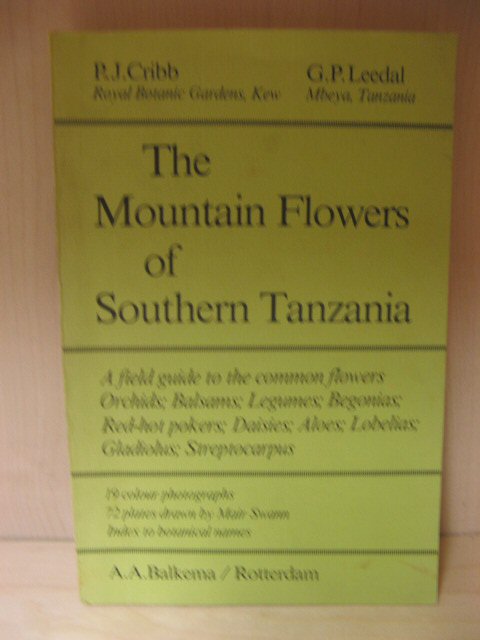 P.J.Cribb G.P.Leedal
Royal Botanic Gardens, Kew Mbeya, Tanzania
The
Mountain Flowers
of
Southern Tanzania
A field guide to the common flowers
Orchids; Balsams; Legumes; Begonias;
Red-hot pokers; Daisies; Aloes; Lobelias;
Gladiolus; Streptocarpus
19 colour photographs
72 plates drawn by Mair Swann
Index to botanical names
A.A.Balkema / Rotterdam